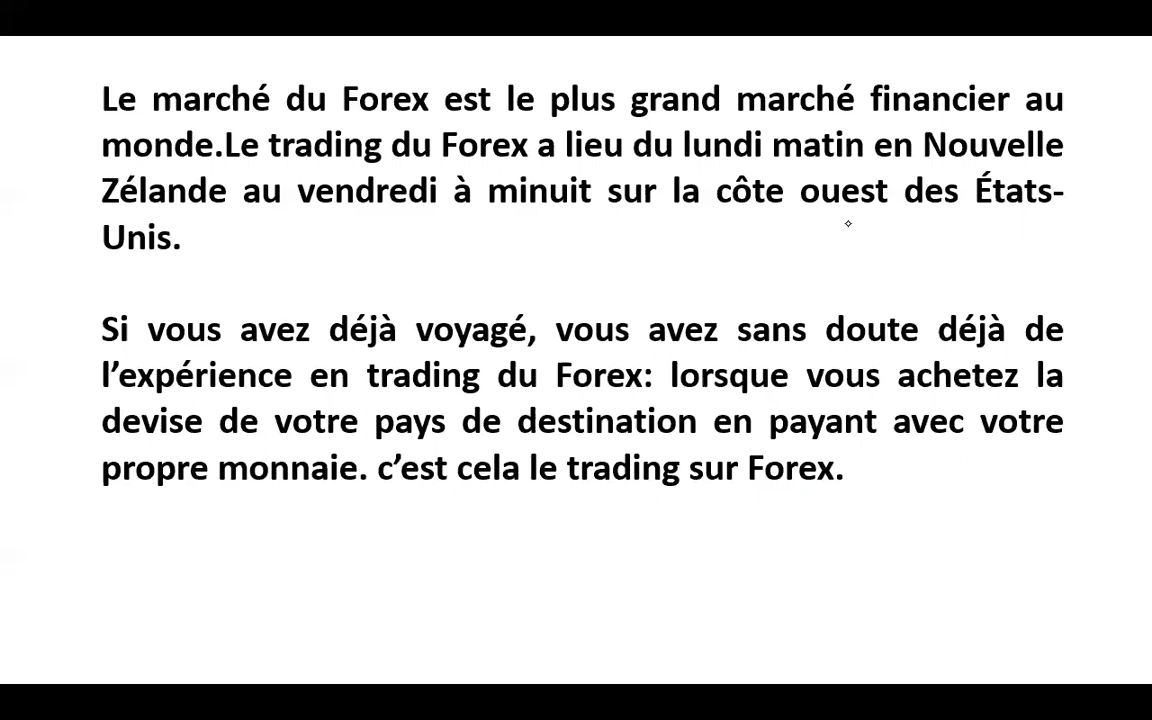 Le marché du Forex est le plus grand marché financier au
monde.Le trading du Forex a lieu du lundi matin en Nouvelle
Zélande au vendredi à minuit sur la côte ouest des États-
Unis.
Si vous avez déjà voyagé, vous avez sans doute déjà de
l’expérience en trading du Forex: lorsque vous achetez la
devise de votre pays de destination en payant avec votre
propre monnaie. c’est cela le trading sur Forex.